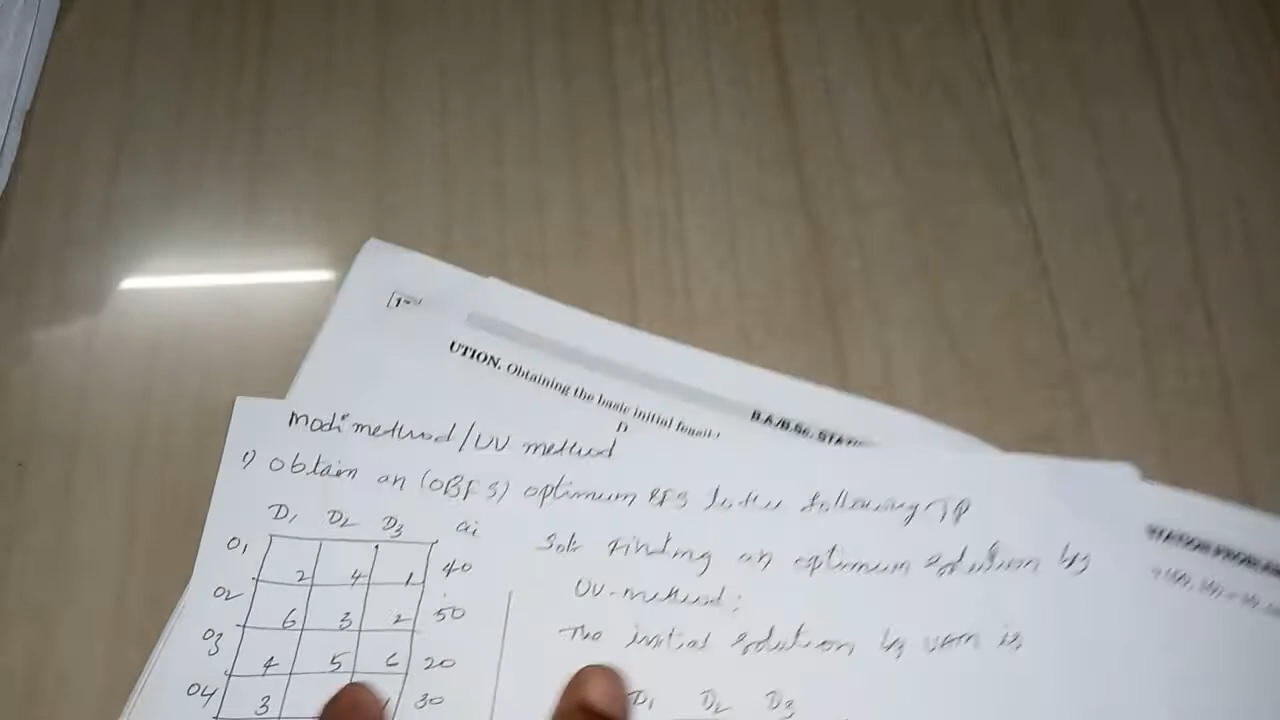 UTION. Obtaining the basic initial
D
B.A/B.Sc.
modi method/UV method
1) Obtain an (OBFS) optimum BFS to the following TP
D1 D2 D3 ai
O1 2 4 1 40
O2 6 3 2 50
O3 4 5 6 20
O4 3 30
Sol: Finding an optimum solution by
UV-method:
The initial solution by VAM is,
D1 D2 D3